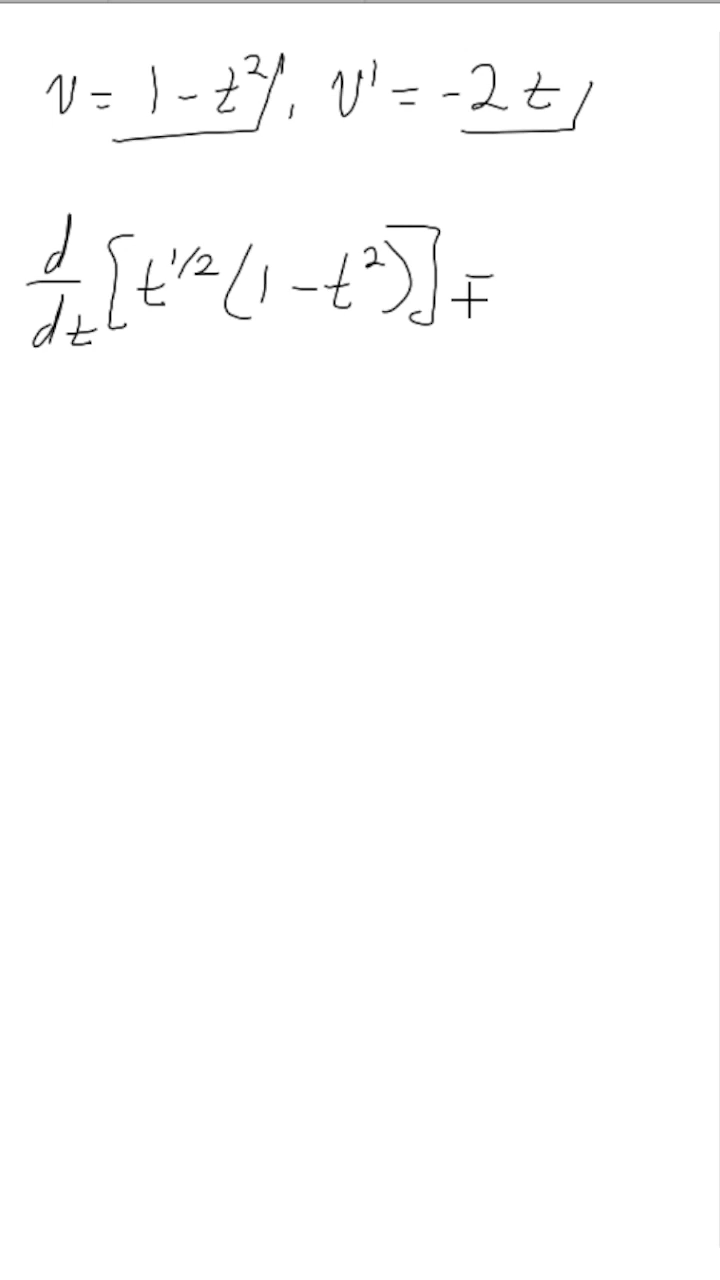 v = 1 - t²/, v' = -2t/
d/dt [t^1/2 (1 - t²)] ∓